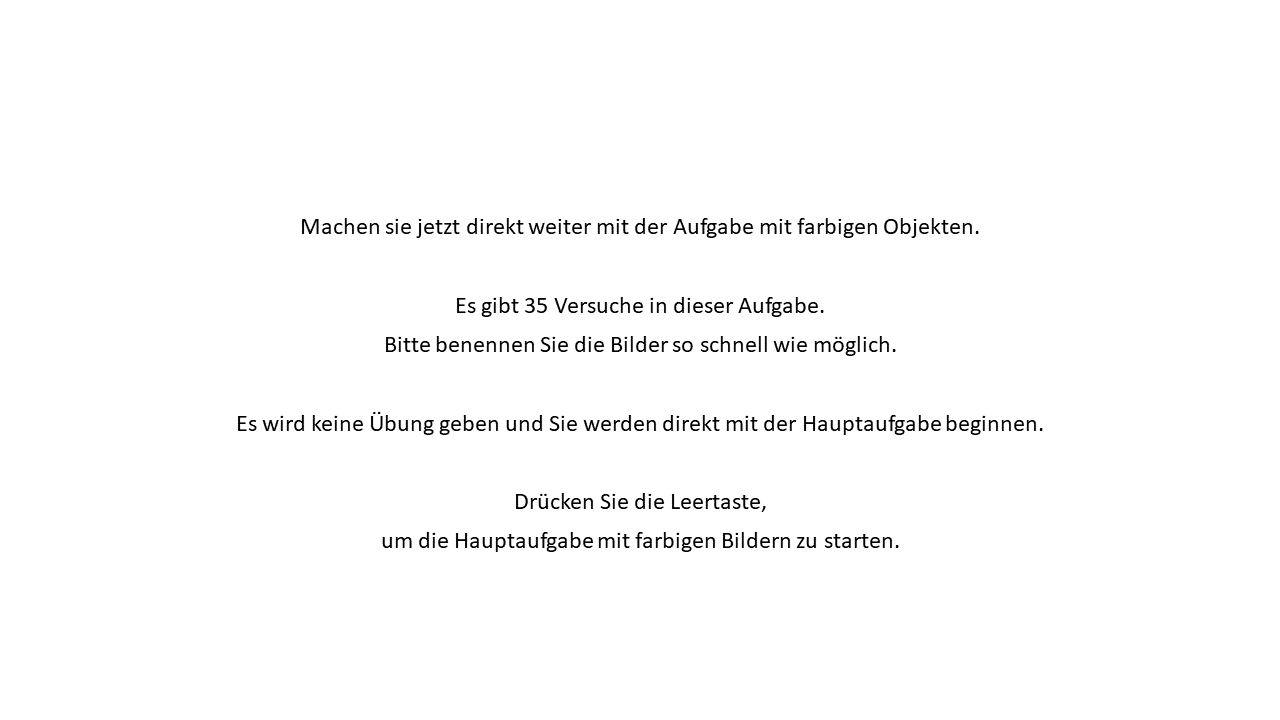 Machen sie jetzt direkt weiter mit der Aufgabe mit farbigen Objekten.
Es gibt 35 Versuche in dieser Aufgabe.
Bitte benennen Sie die Bilder so schnell wie möglich.
Es wird keine Übung geben und Sie werden direkt mit der Hauptaufgabe beginnen.
Drücken Sie die Leertaste,
um die Hauptaufgabe mit farbigen Bildern zu starten.